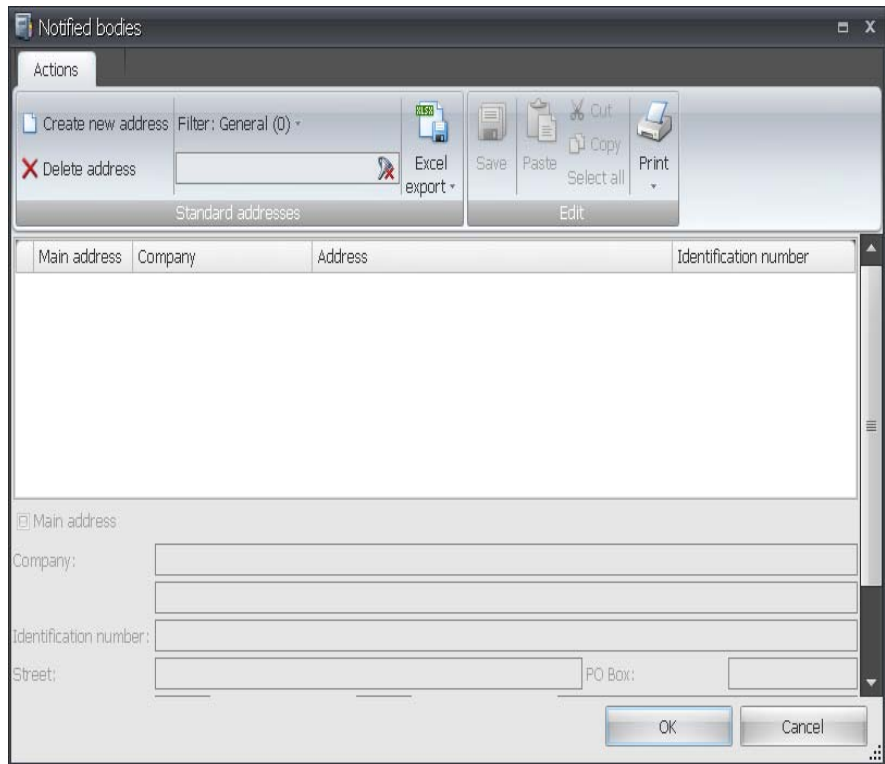 Notified bodies
Actions
Create new address Filter: General (0)
Delete address
Excel export
Save
Paste
Cut
Copy
Select all
Print
Standard addresses
Edit
Main address Company Address Identification number
Main address
Company:
Identification number:
Street: PO Box:
OK Cancel